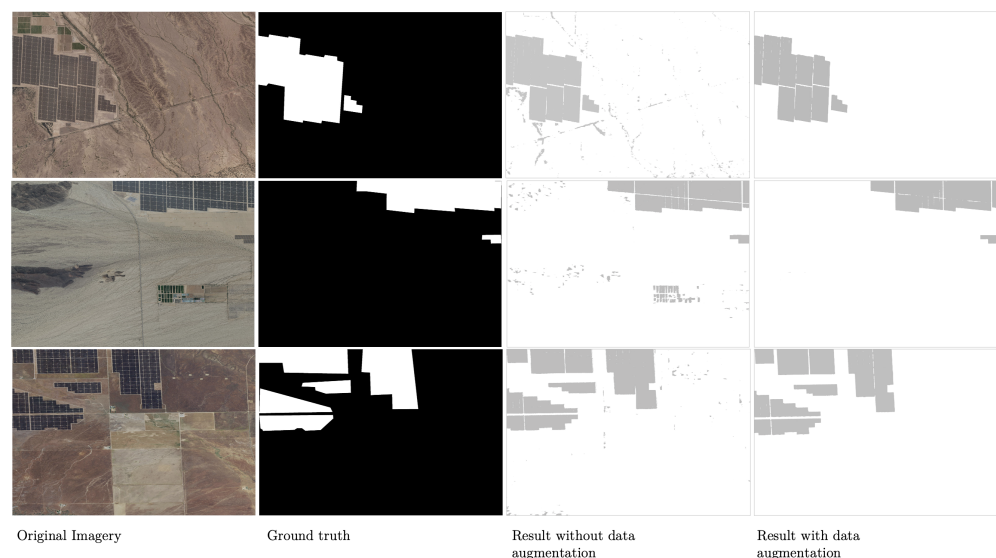 Original Imagery
Ground truth
Result without data
augmentation
Result with data
augmentation